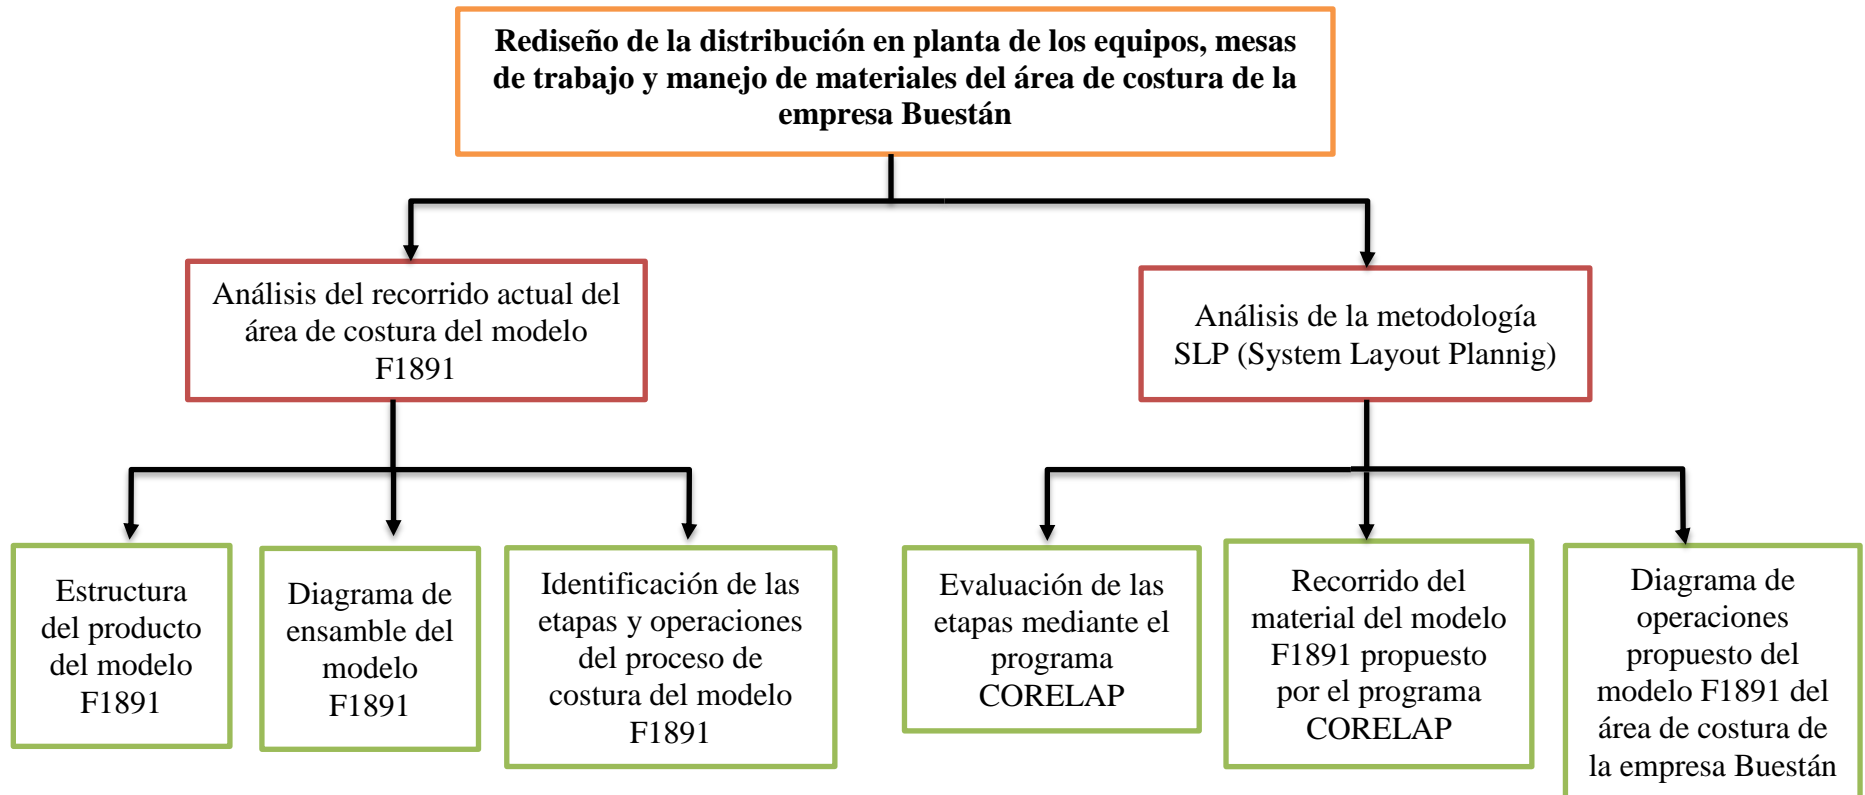 Rediseño de la distribución en planta de los equipos, mesas
de trabajo y manejo de materiales del área de costura de la
empresa Buestán
Análisis del recorrido actual del
área de costura del modelo
F1891
Análisis de la metodología
SLP (System Layout Plannig)
Estructura
del producto
del modelo
F1891
Diagrama de
ensamble del
modelo
F1891
Identificación de las
etapas y operaciones
del proceso de
costura del modelo
F1891
Evaluación de las
etapas mediante el
programa
CORELAP
Recorrido del
material del modelo
F1891 propuesto
por el programa
CORELAP
Diagrama de
operaciones
propuesto del
modelo F1891 del
área de costura de
la empresa Buestán